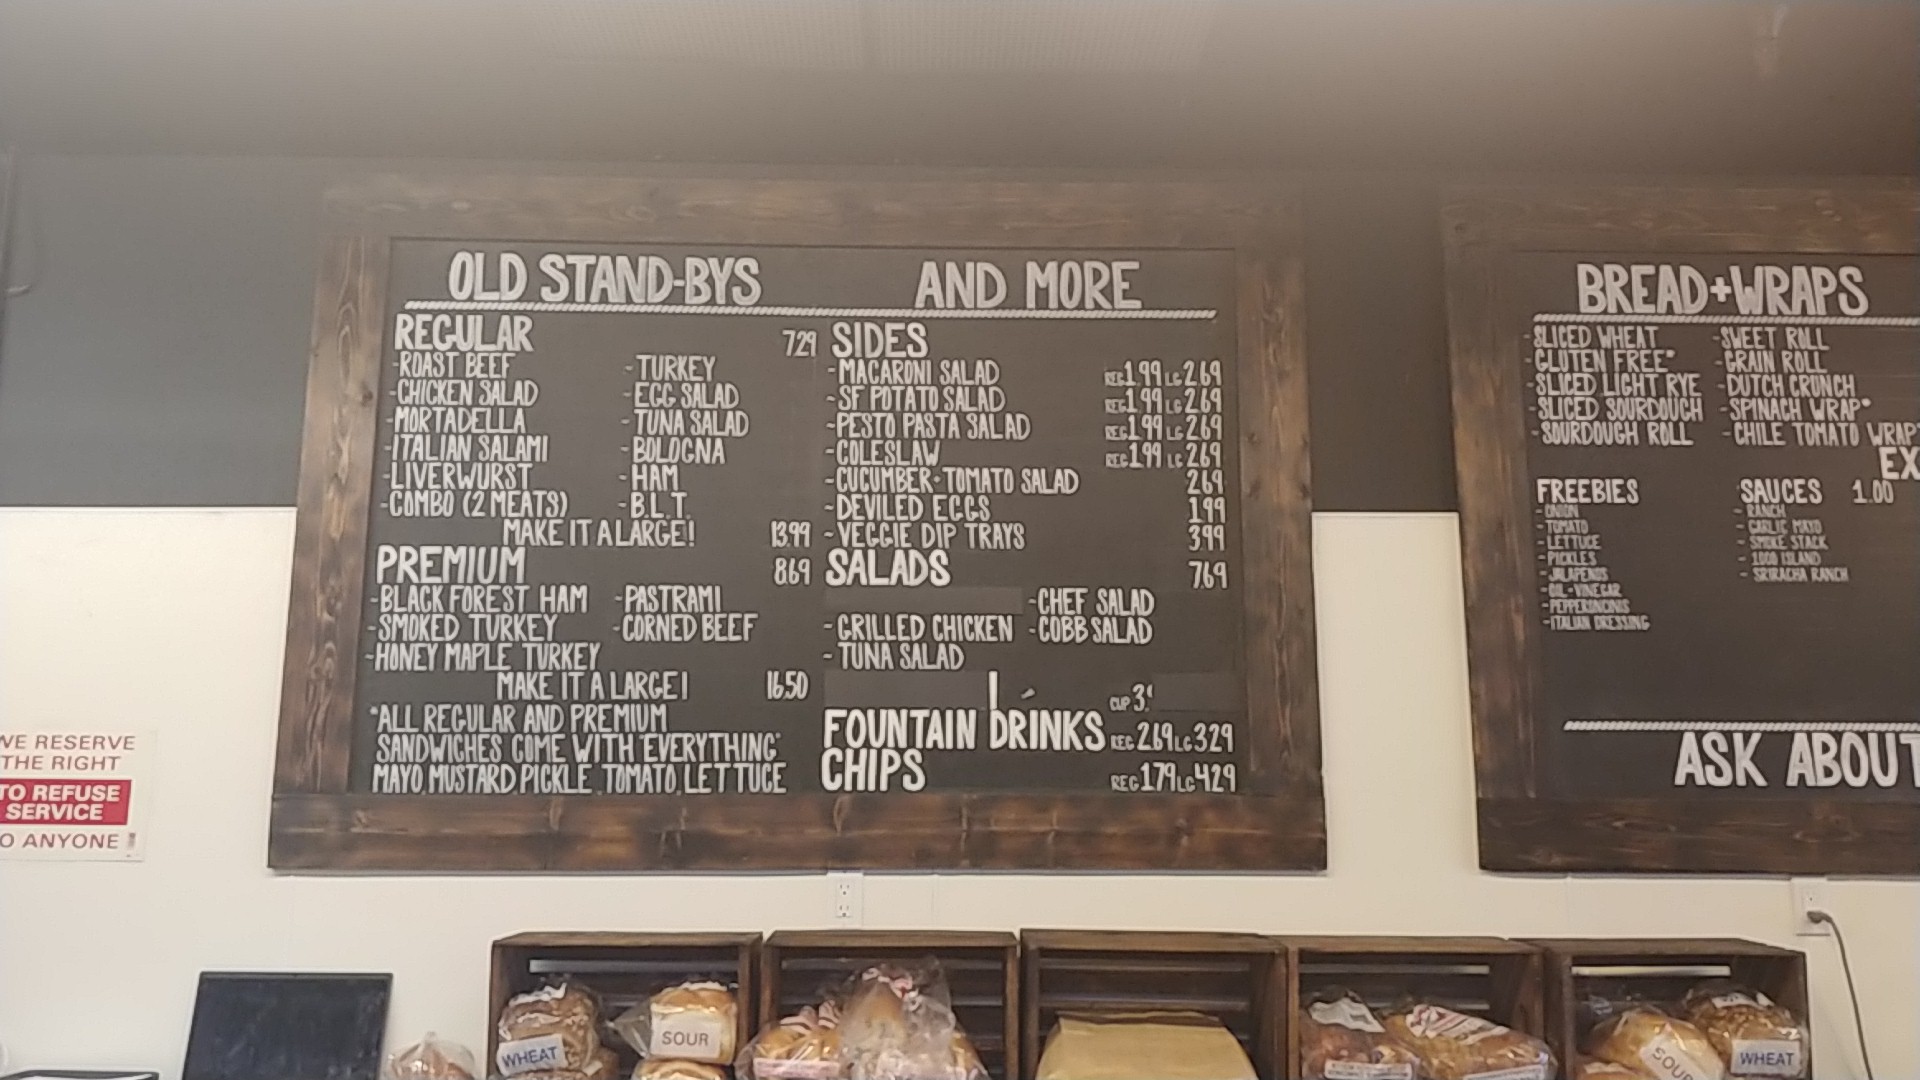 OLD STAND-BYS
REGULAR 7.29
-ROAST BEEF -TURKEY
-CHICKEN SALAD -EGG SALAD
-MORTADELLA -TUNA SALAD
-ITALIAN SALAMI -BOLOGNA
-LIVERWURST -HAM
-COMBO (2 MEATS) -B.L.T.
MAKE IT A LARGE! 13.99
PREMIUM 8.69
-BLACK FOREST HAM -PASTRAMI
-SMOKED TURKEY -CORNED BEEF
-HONEY MAPLE TURKEY
MAKE IT A LARGE! 16.50
*ALL REGULAR AND PREMIUM
SANDWICHES COME WITH "EVERYTHING"
MAYO, MUSTARD, PICKLE, TOMATO, LETTUCE
AND MORE
SIDES
-MACARONI SALAD REG 1.99 LG 2.69
-SF POTATO SALAD REG 1.99 LG 2.69
-PESTO PASTA SALAD REG 1.99 LG 2.69
-COLESLAW REG 1.99 LG 2.69
-CUCUMBER-TOMATO SALAD 2.69
-DEVILED EGGS 1.99
-VEGGIE DIP TRAYS 3.99
SALADS 7.69
-CHEF SALAD
-GRILLED CHICKEN -COBB SALAD
-TUNA SALAD
CUP
FOUNTAIN DRINKS REG 2.69 LG 3.29
CHIPS REG 1.79 LG 4.29
BREAD+WRAPS
-SLICED WHEAT -SWEET ROLL
-GLUTEN FREE* -GRAIN ROLL
-SLICED LIGHT RYE -DUTCH CRUNCH
-SLICED SOURDOUGH -SPINACH WRAP*
-SOURDOUGH ROLL -CHILE TOMATO WRAP*
EX
FREEBIES
-ONION
-TOMATO
-LETTUCE
-PICKLES
-JALAPENOS
-OIL+VINEGAR
-PEPPERONCINIS
-ITALIAN DRESSING
SAUCES 1.00
-RANCH
-GARLIC MAYO
-SMOKE STACK
-1000 ISLAND
-SRIRACHA RANCH
ASK ABOUT
WE RESERVE
THE RIGHT
TO REFUSE
SERVICE
TO ANYONE
WHEAT
SOUR
SOUR
WHEAT